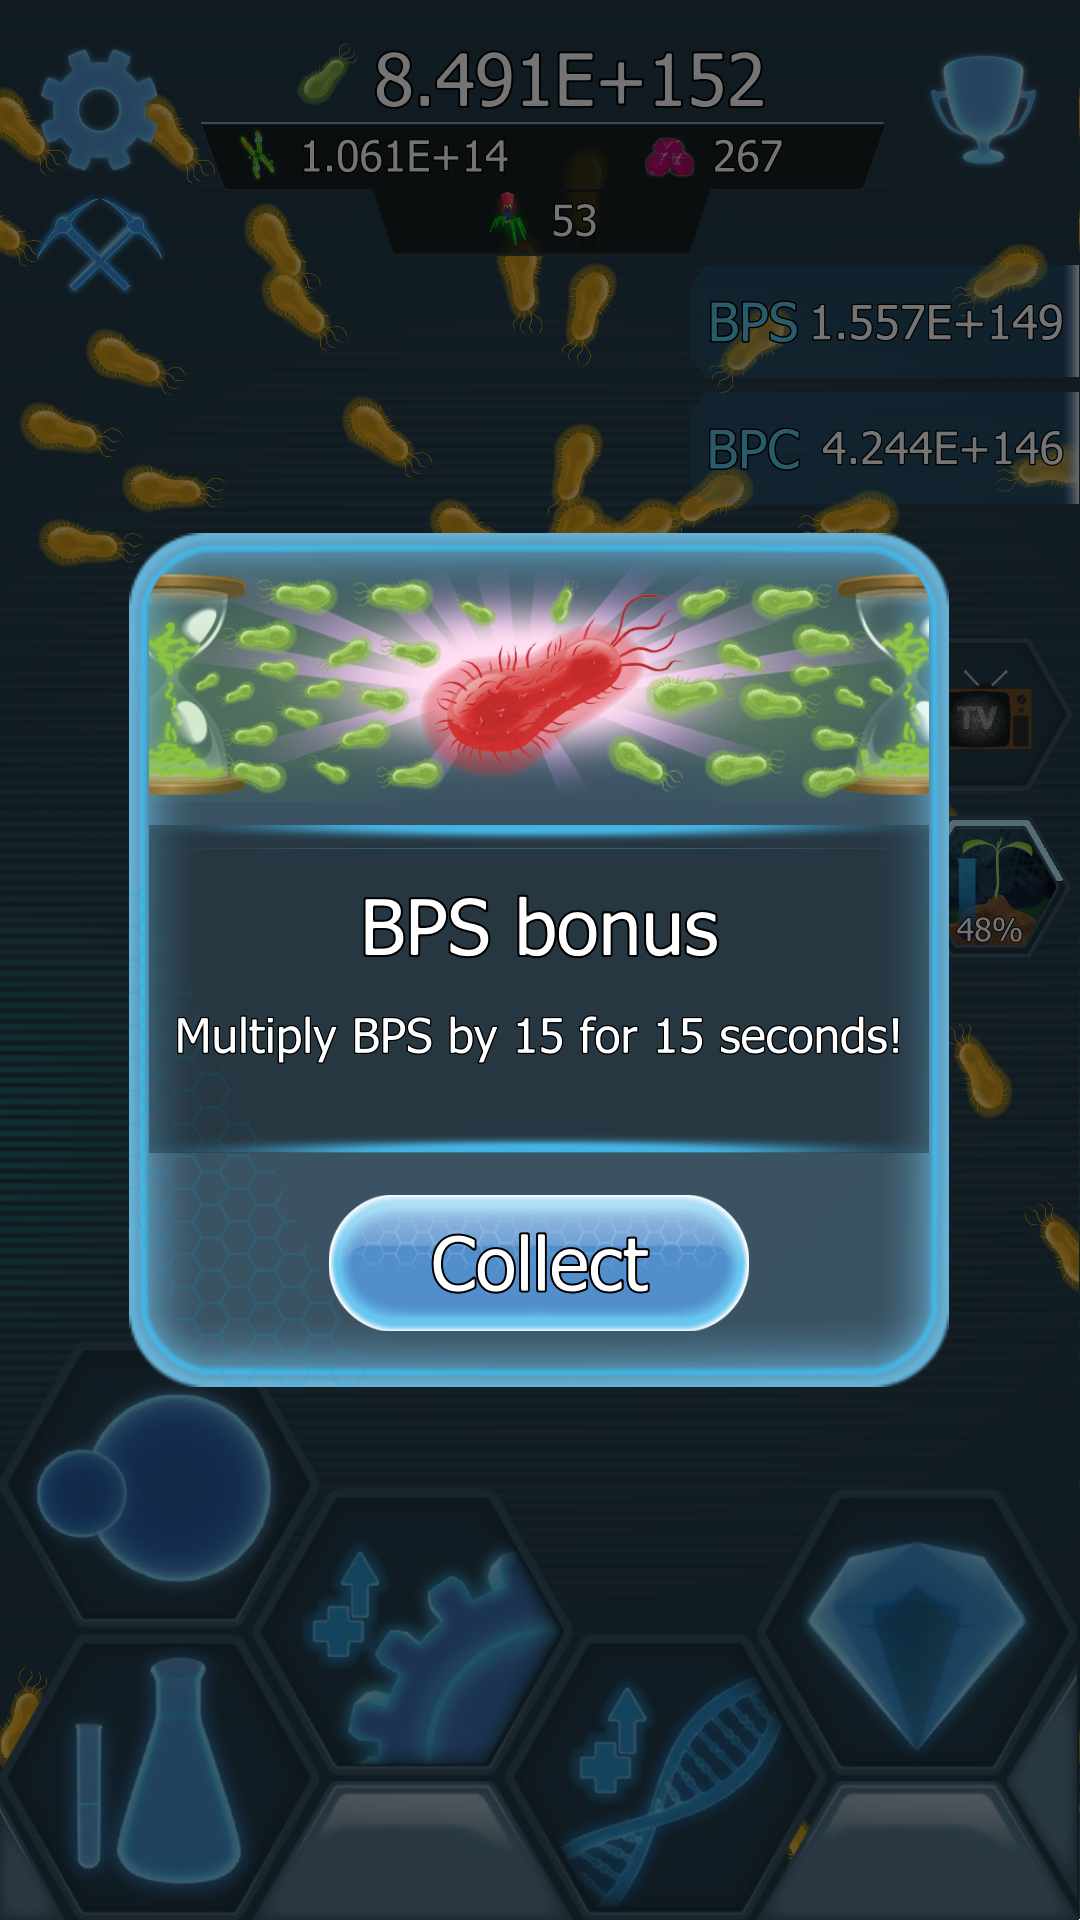 8.491E+152
1.061E+14
267
53
BPS 1.557E+149
BPC 4.244E+146
TV
48%
BPS bonus
Multiply BPS by 15 for 15 seconds!
Collect